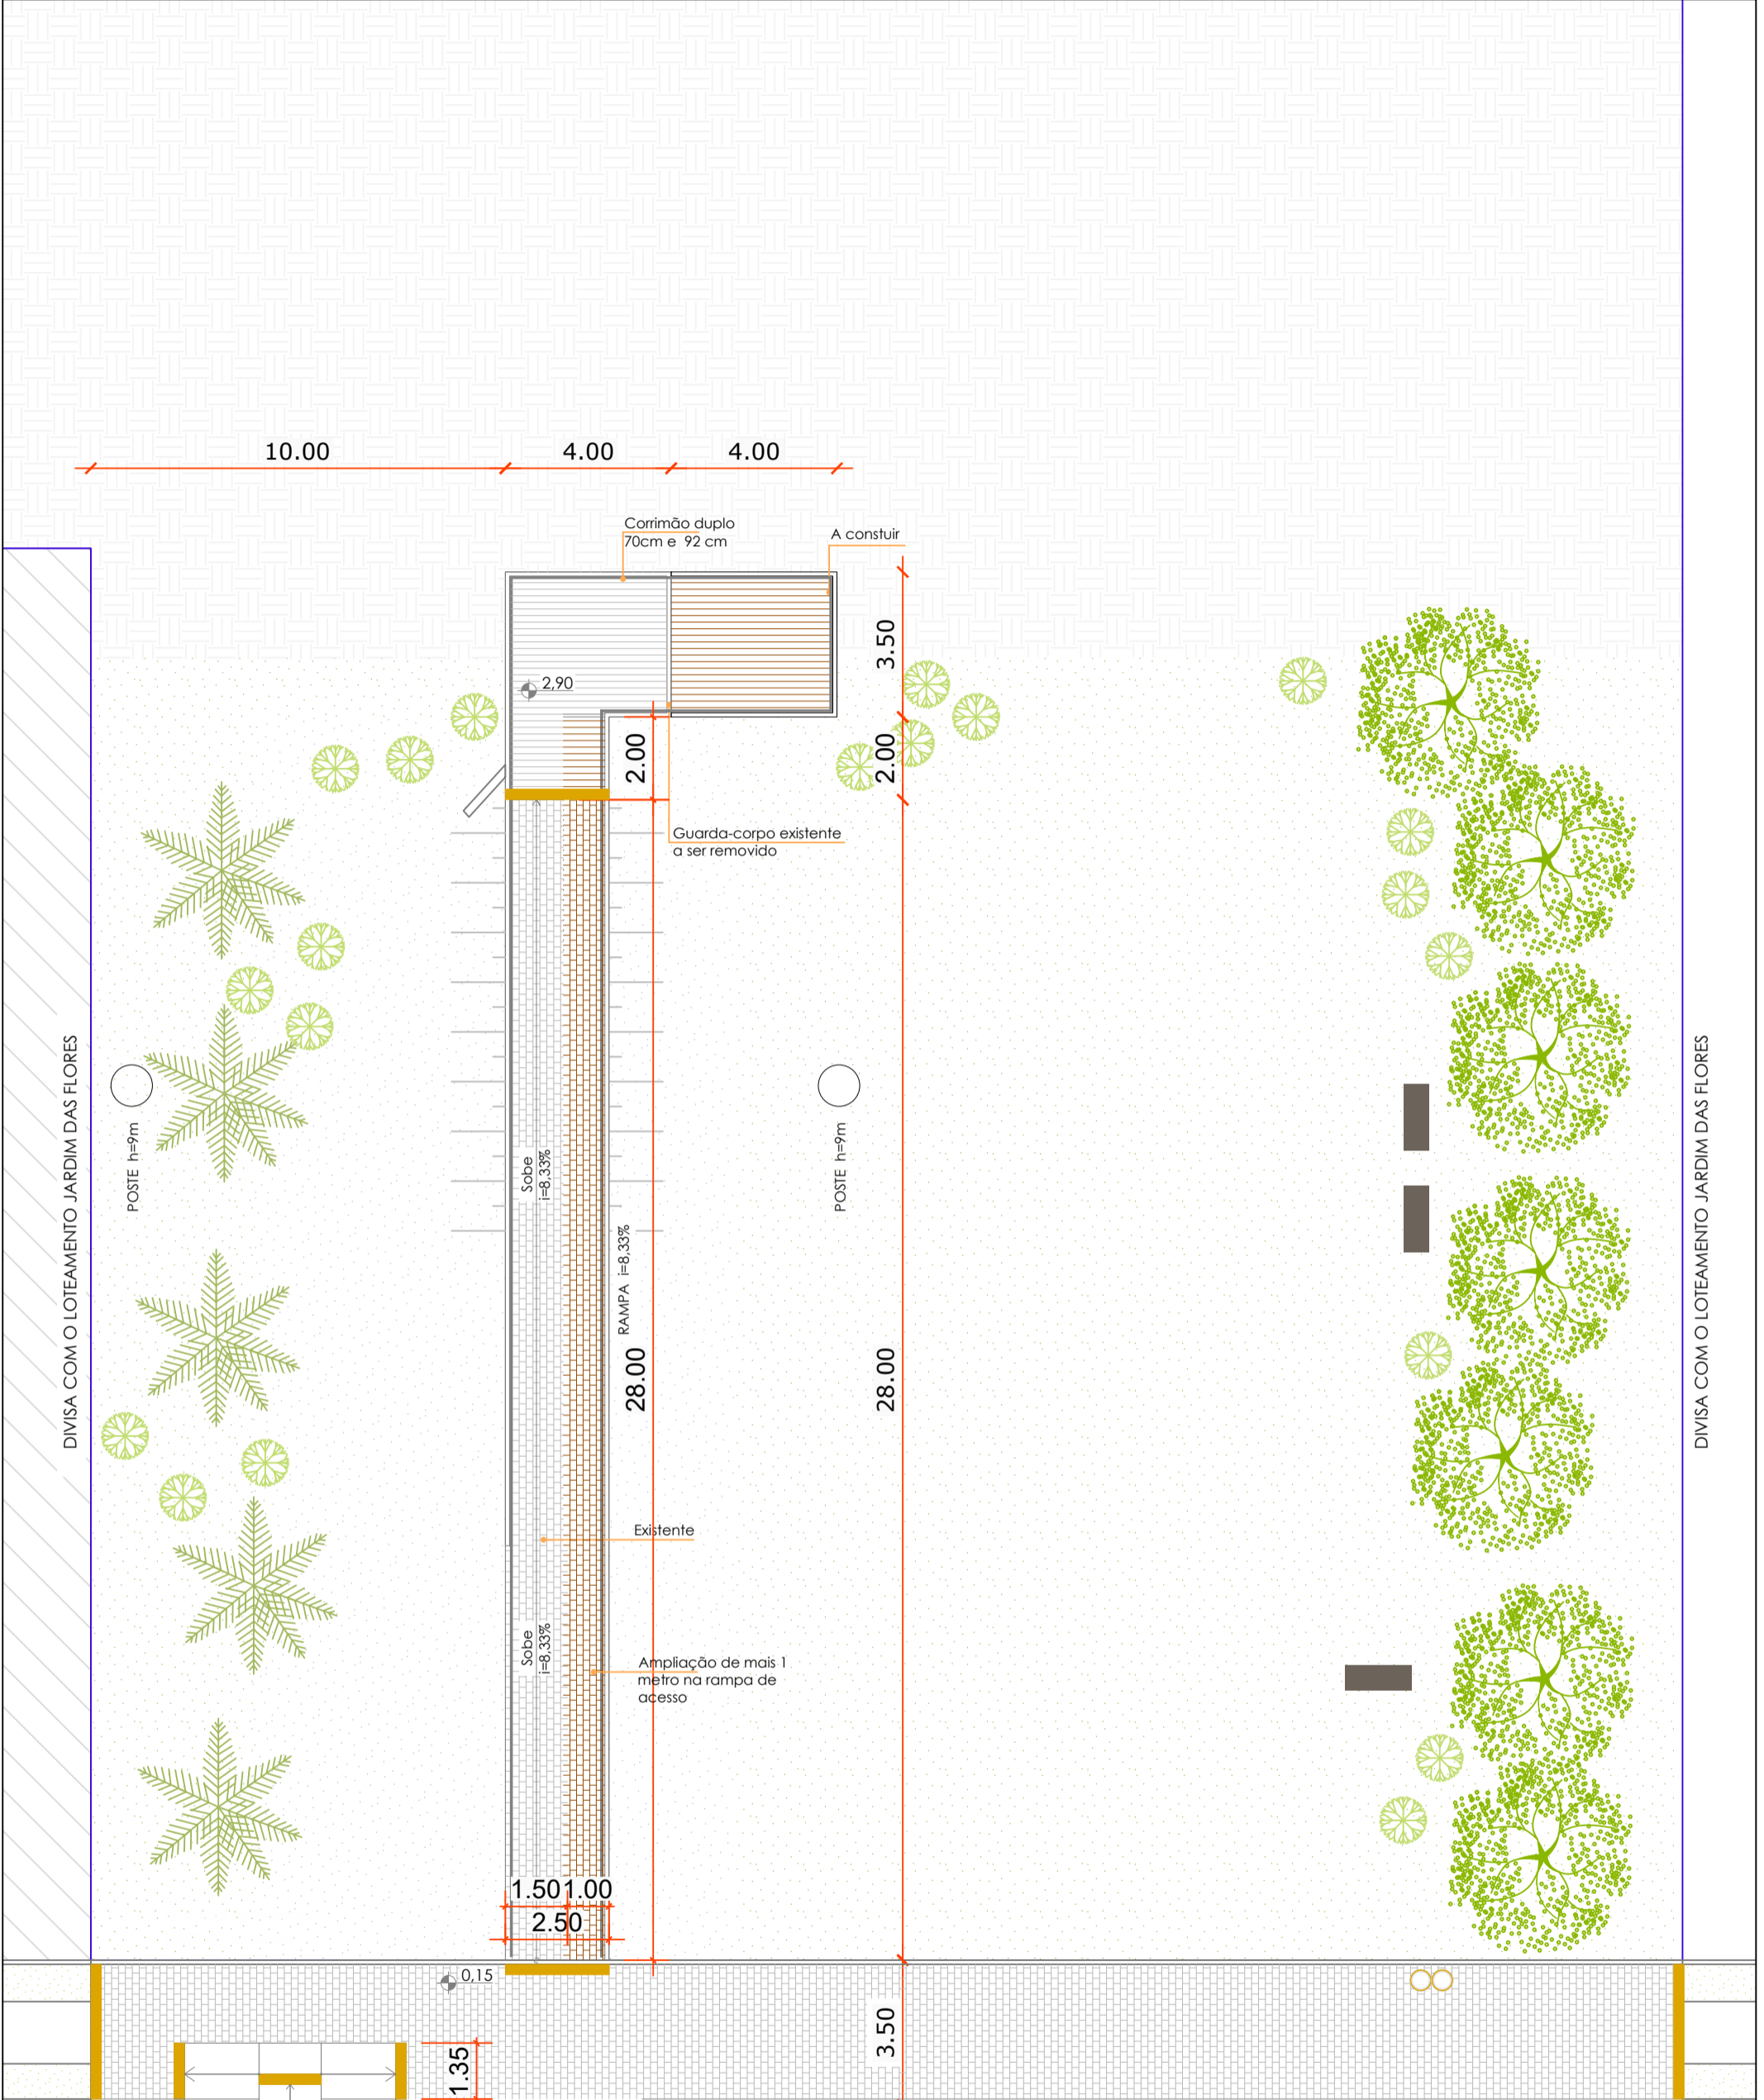 10.00
4.00
4.00
Corrimão duplo
70cm e 92 cm
A constuir
3.50
2,90
2.00
2.00
Guarda-corpo existente
a ser removido
DIVISA COM O LOTEAMENTO JARDIM DAS FLORES
POSTE h=9m
Sobe
i=8,33%
RAMPA i=8,33%
28.00
POSTE h=9m
28.00
DIVISA COM O LOTEAMENTO JARDIM DAS FLORES
Existente
Sobe
i=8,33%
Ampliação de mais 1
metro na rampa de
acesso
1.50
1.00
2.50
0,15
3.50
1.35